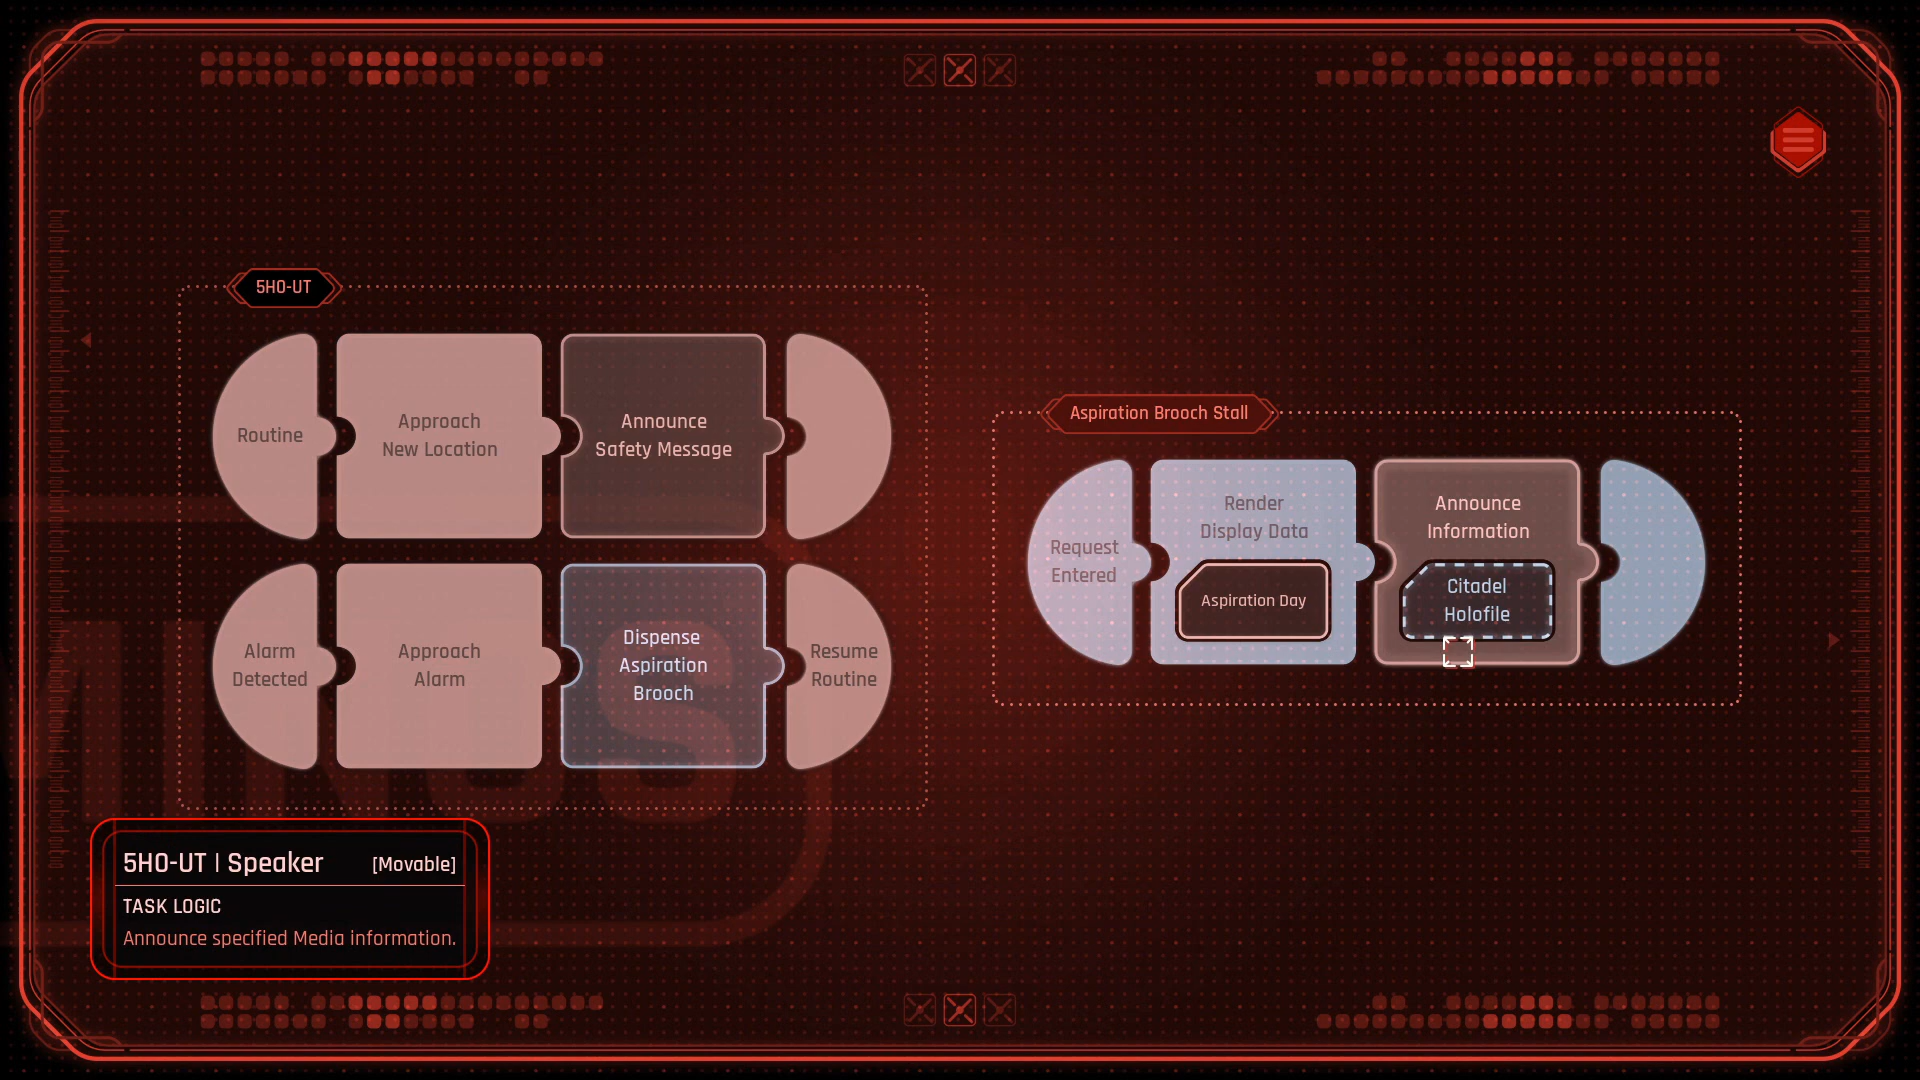 5HO-UT
Routine
Approach
New Location
Announce
Safety Message
Alarm
Detected
Approach
Alarm
Dispense
Aspiration
Brooch
Resume
Routine
Aspiration Brooch Stall
Request
Entered
Render
Display Data
Aspiration Day
Announce
Information
Citadel
Holofile
5HO-UT | Speaker [Movable]
TASK LOGIC
Announce specified Media information.
MINOS